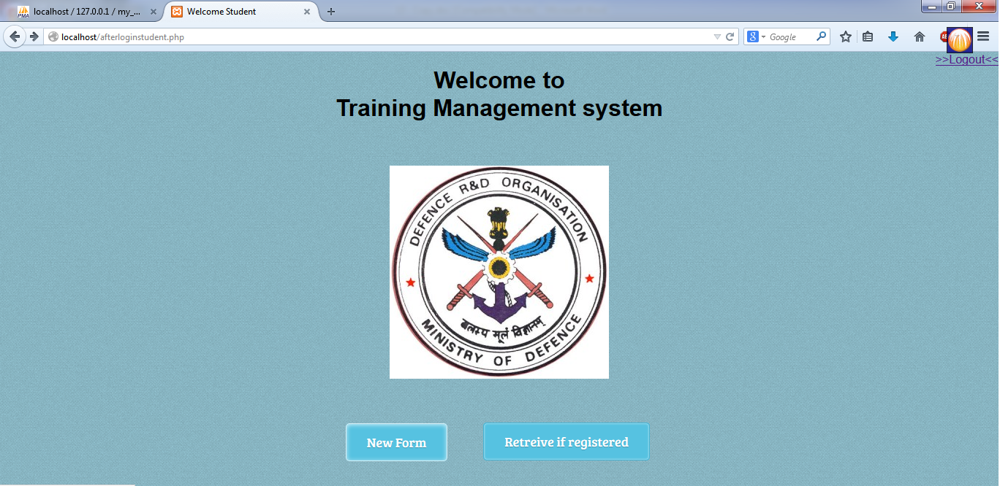 localhost / 127.0.0.1 / my_...
Welcome Student
localhost/afterloginstudent.php
Google
>>Logout<<
Welcome to
Training Management system
DEFENCE R&D ORGANISATION
बलस्य मूलं विज्ञानम्
MINISTRY OF DEFENCE
New Form
Retreive if registered